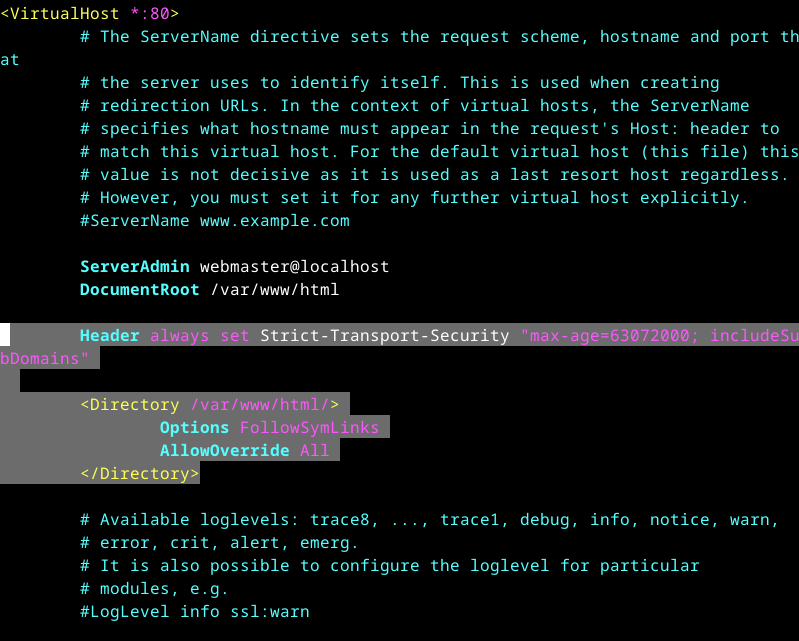 <VirtualHost *:80>
# The ServerName directive sets the request scheme, hostname and port th
at
# the server uses to identify itself. This is used when creating
# redirection URLs. In the context of virtual hosts, the ServerName
# specifies what hostname must appear in the request's Host: header to
# match this virtual host. For the default virtual host (this file) this
# value is not decisive as it is used as a last resort host regardless.
# However, you must set it for any further virtual host explicitly.
#ServerName www.example.com
ServerAdmin webmaster@localhost
DocumentRoot /var/www/html
Header always set Strict-Transport-Security "max-age=63072000; includeSu
bDomains"
<Directory /var/www/html/>
Options FollowSymLinks
AllowOverride All
</Directory>
# Available loglevels: trace8, ..., trace1, debug, info, notice, warn,
# error, crit, alert, emerg.
# It is also possible to configure the loglevel for particular
# modules, e.g.
#LogLevel info ssl:warn